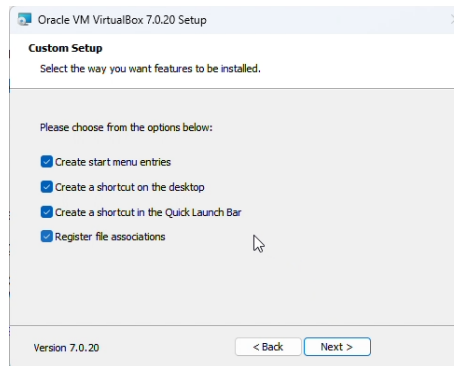 Oracle VM VirtualBox 7.0.20 Setup
Custom Setup
Select the way you want features to be installed.
Please choose from the options below:
Create start menu entries
Create a shortcut on the desktop
Create a shortcut in the Quick Launch Bar
Register file associations
Version 7.0.20
< Back
Next >